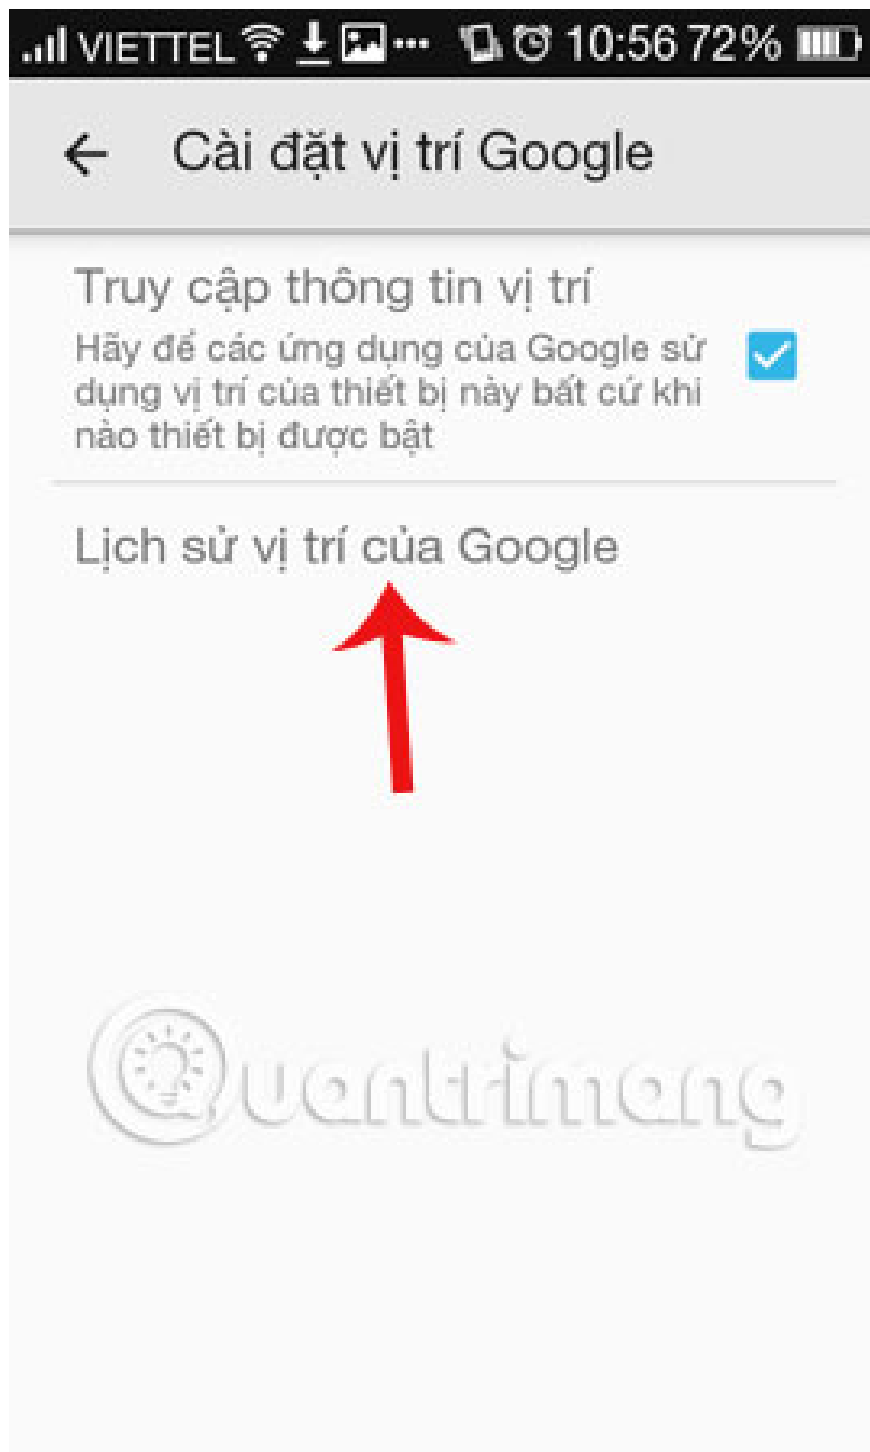 VIETTEL 10:56 72%
Cài đặt vị trí Google
Truy cập thông tin vị trí
Hãy để các ứng dụng của Google sử
dụng vị trí của thiết bị này bất cứ khi
nào thiết bị được bật
Lịch sử vị trí của Google
Quantrimang